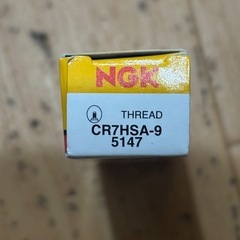 NGK
THREAD
CR7HSA-9
5147